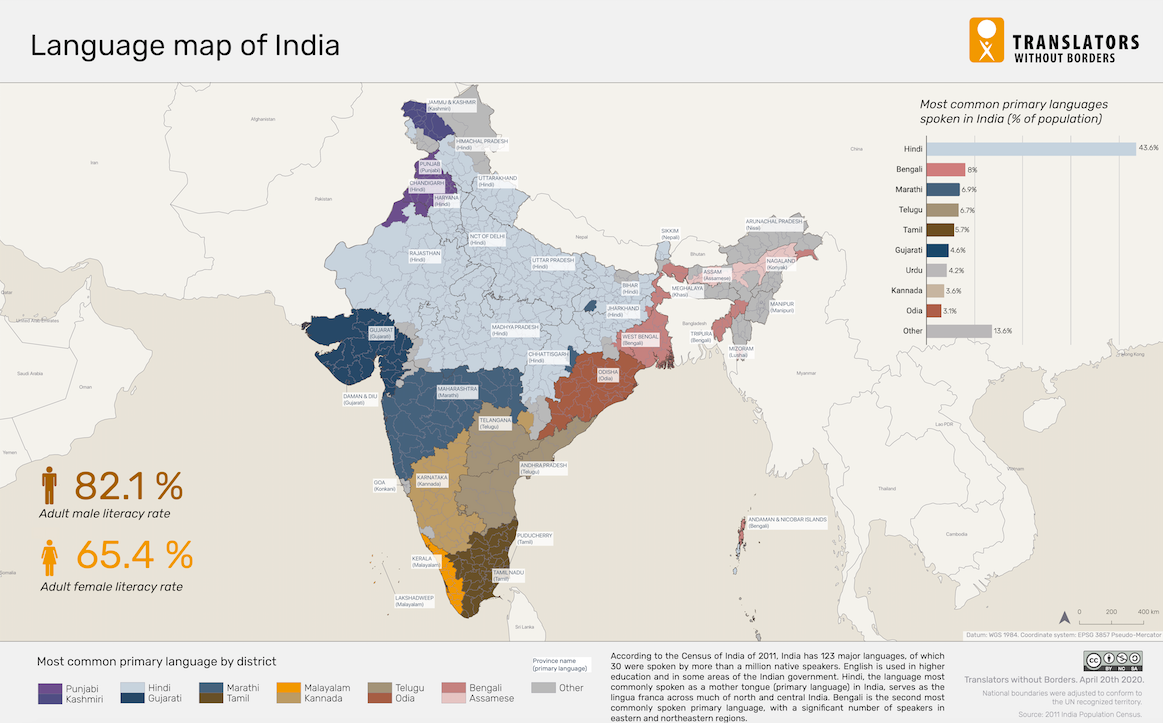 Language map of India
TRANSLATORS
WITHOUT BORDERS
Most common primary languages
spoken in India (% of population)
Hindi 43.6%
Bengali 8%
Marathi 6.9%
Telugu 6.7%
Tamil 5.7%
Gujarati 4.6%
Urdu 4.2%
Kannada 3.6%
Odia 3.1%
Other 13.6%
JAMMU & KASHMIR
(Kashmiri)
HIMACHAL PRADESH
(Hindi)
PUNJAB
(Punjabi)
CHANDIGARH
(Hindi)
HARYANA
(Hindi)
UTTARAKHAND
(Hindi)
NCT OF DELHI
(Hindi)
RAJASTHAN
(Hindi)
UTTAR PRADESH
(Hindi)
SIKKIM
(Nepali)
ARUNACHAL PRADESH
(Nissi)
ASSAM
(Assamese)
NAGALAND
(Konyak)
MEGHALAYA
(Khasi)
MANIPUR
(Manipuri)
TRIPURA
(Bengali)
MIZORAM
(Lushai)
BIHAR
(Hindi)
JHARKHAND
(Hindi)
WEST BENGAL
(Bengali)
MADHYA PRADESH
(Hindi)
CHHATTISGARH
(Hindi)
GUJARAT
(Gujarati)
DAMAN & DIU
(Gujarati)
MAHARASHTRA
(Marathi)
ODISHA
(Odia)
TELANGANA
(Telugu)
ANDHRA PRADESH
(Telugu)
GOA
(Konkani)
KARNATAKA
(Kannada)
PUDUCHERRY
(Tamil)
KERALA
(Malayalam)
TAMIL NADU
(Tamil)
LAKSHADWEEP
(Malayalam)
ANDAMAN & NICOBAR ISLANDS
(Bengali)
Afghanistan
Iran
Pakistan
China
Nepal
Bhutan
Bangladesh
Myanmar
Qatar
United Arab Emirates
Saudi Arabia
Oman
Yemen
Somalia
Sri Lanka
Hong Kong
Lao PDR
Vietnam
Thailand
Cambodia
82.1 %
Adult male literacy rate
65.4 %
Adult female literacy rate
0 200 400 km
Datum: WGS 1984; Coordinate system: EPSG 3857 Pseudo-Mercator
Most common primary language by district
Province name
(primary language)
Punjabi
Kashmiri
Hindi
Gujarati
Marathi
Tamil
Malayalam
Kannada
Telugu
Odia
Bengali
Assamese
Other
According to the Census of India of 2011, India has 123 major languages, of which
30 were spoken by more than a million native speakers. English is used in higher
education and in some areas of the Indian government. Hindi, the language most
commonly spoken as a mother tongue (primary language) in India, serves as the
lingua franca across much of north and central India. Bengali is the second most
commonly spoken primary language, with a significant number of speakers in
eastern and northeastern regions.
cc
BY NC SA
Translators without Borders. April 20th 2020.
National boundaries were adjusted to conform to
the UN recognized territory.
Source: 2011 India Population Census.